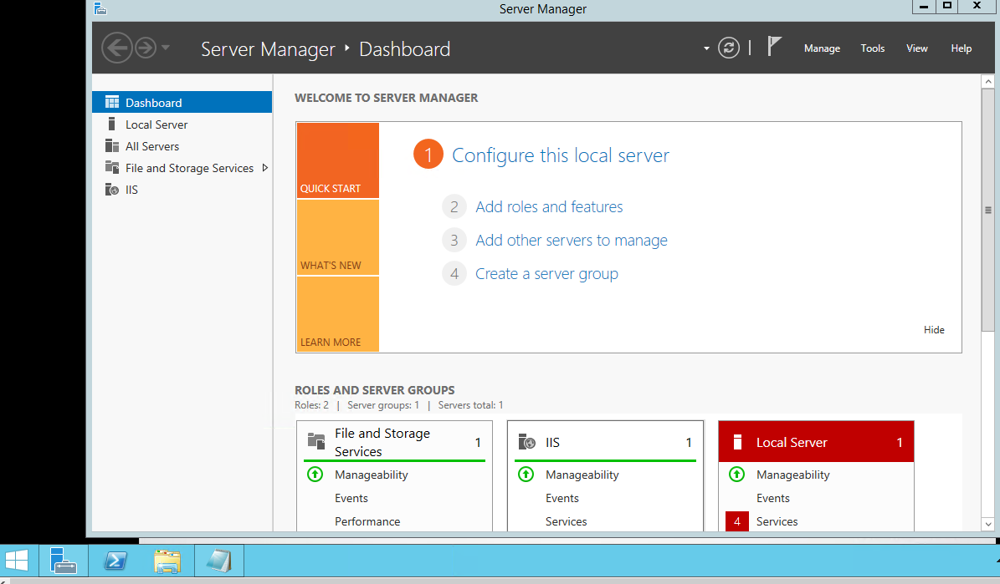 Server Manager
Server Manager ‣ Dashboard
Manage Tools View Help
Dashboard
Local Server
All Servers
File and Storage Services
IIS
WELCOME TO SERVER MANAGER
QUICK START
WHAT'S NEW
LEARN MORE
1 Configure this local server
2 Add roles and features
3 Add other servers to manage
4 Create a server group
Hide
ROLES AND SERVER GROUPS
Roles: 2 | Server groups: 1 | Servers total: 1
File and Storage
Services 1
Manageability
Events
Performance
IIS 1
Manageability
Events
Services
Local Server 1
Manageability
Events
4 Services